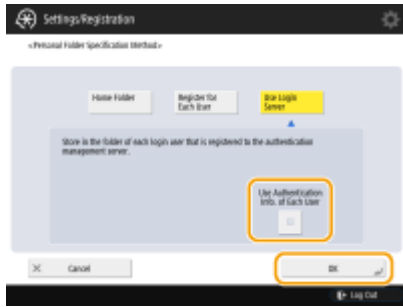 Settings/Registration
<Personal Folder Specification Method>
Home Folder
Register for
Each User
Use Login
Server
Store in the folder of each login user that is registered to the authentication
management server.
Use Authentication
Info. of Each User
Cancel
OK
Log Out